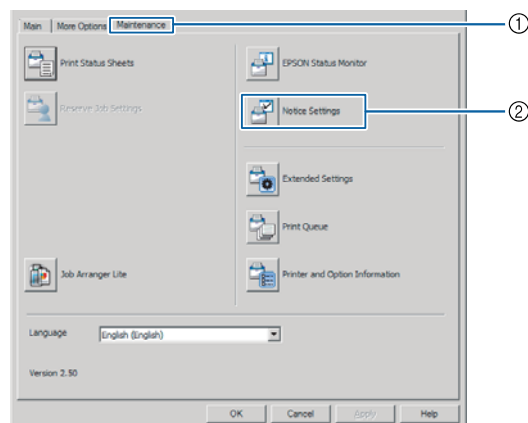 Main More Options Maintenance
①
Print Status Sheets
EPSON Status Monitor
Reserve Job Settings
Notice Settings
②
Extended Settings
Print Queue
Job Arranger Lite
Printer and Option Information
Language English (English)
Version 2.50
OK Cancel Apply Help